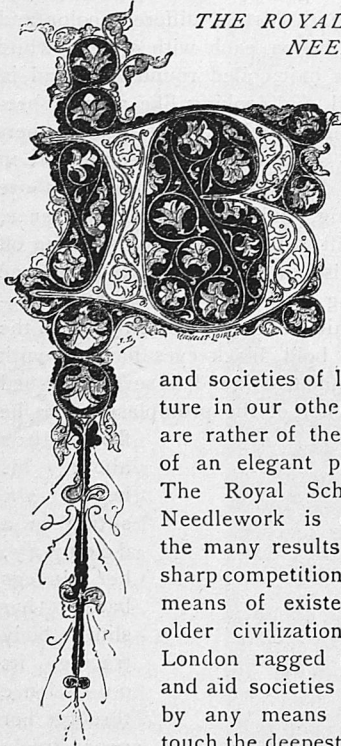 THE ROYAL
NEE
B
and societies of l
ture in our othe
are rather of the
of an elegant p
The Royal Sch
Needlework is
the many results
sharp competition
means of existe
older civilization
London ragged
and aid societies
by any means
touch the deepest